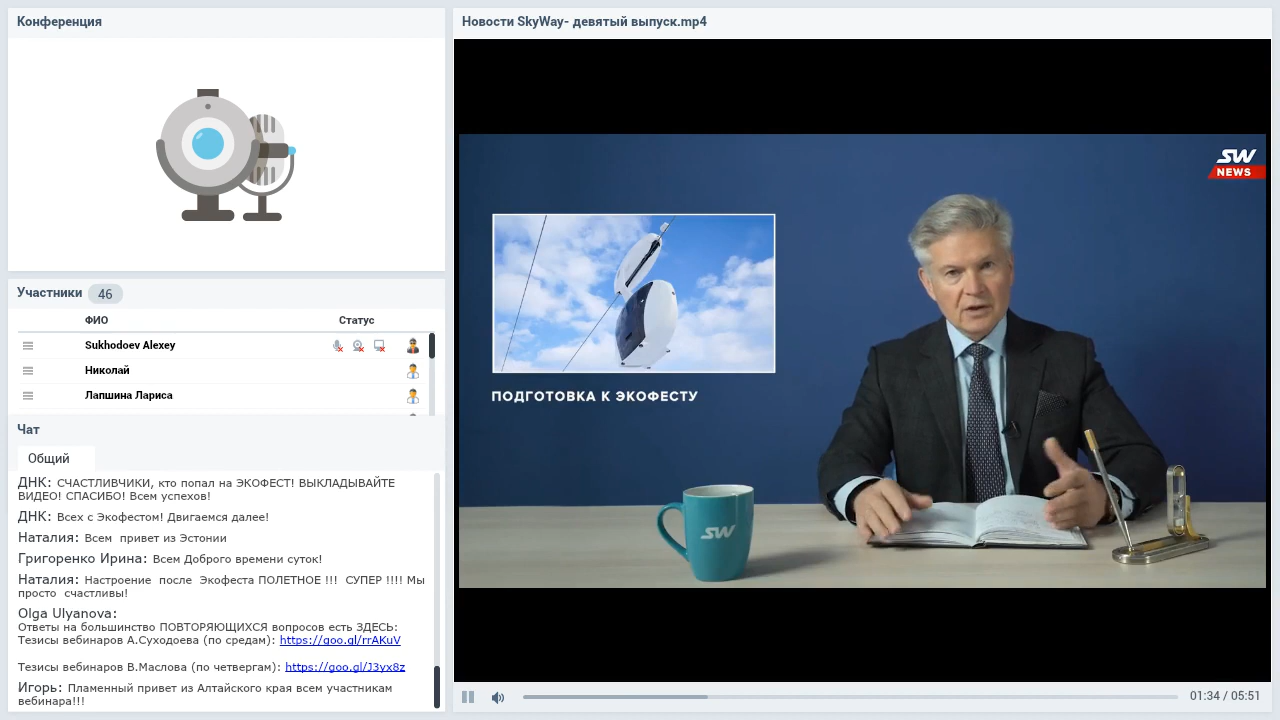 Конференция
Участники 46
ФИО Статус
Sukhodoev Alexey
Николай
Лапшина Лариса
Чат
Общий
ДНК: СЧАСТЛИВЧИКИ, кто попал на ЭКОФЕСТ! ВЫКЛАДЫВАЙТЕ
ВИДЕО! СПАСИБО! Всем успехов!
ДНК: Всех с Экофестом! Двигаемся далее!
Наталия: Всем  привет из Эстонии
Григоренко Ирина: Всем Доброго времени суток!
Наталия: Настроение  после  Экофеста ПОЛЕТНОЕ !!!  СУПЕР !!!! Мы
просто  счастливы!
Olga Ulyanova:
Ответы на большинство ПОВТОРЯЮЩИХСЯ вопросов есть ЗДЕСЬ:
Тезисы вебинаров А.Суходоева (по средам): https://goo.gl/rrAKuV
Тезисы вебинаров В.Маслова (по четвергам): https://goo.gl/J3yx8z
Игорь: Пламенный привет из Алтайского края всем участникам
вебинара!!!
Новости SkyWay- девятый выпуск.mp4
SW
NEWS
ПОДГОТОВКА К ЭКОФЕСТУ
SW
01:34 / 05:51